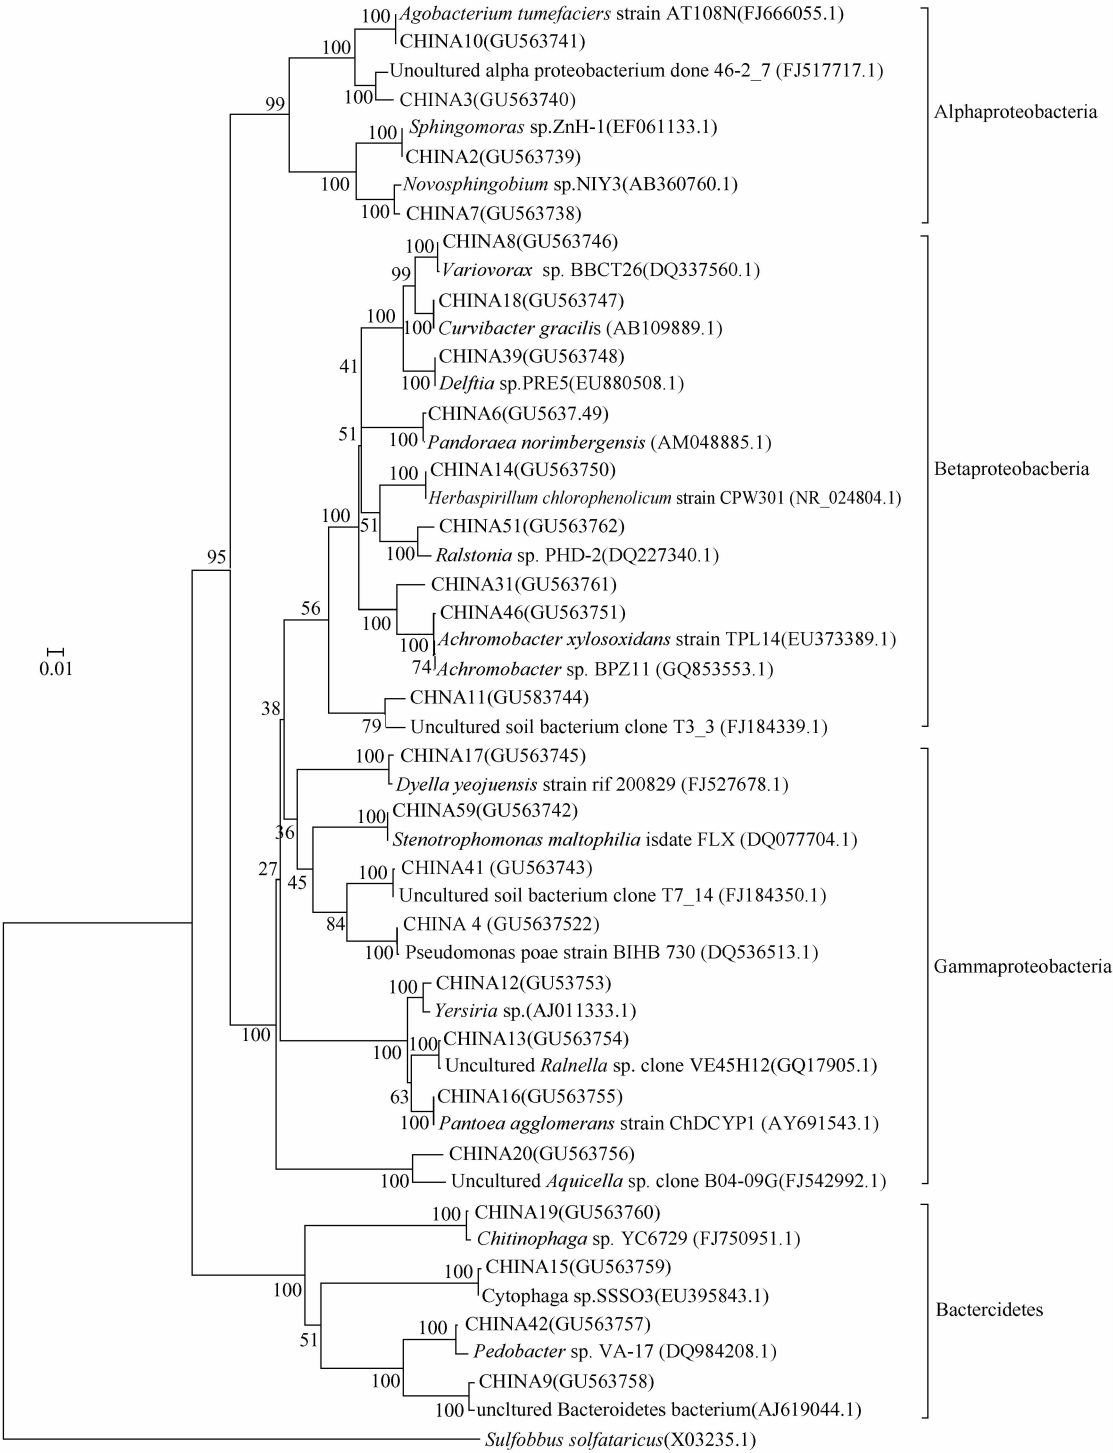 100 Agobacterium tumefaciers strain AT108N(FJ666055.1)
CHINA10(GU563741)
100
Unoultured alpha proteobacterium done 46-2_7 (FJ517717.1)
100 CHINA3(GU563740)
99
Alphaproteobacteria
100 Sphingomoras sp.ZnH-1(EF061133.1)
CHINA2(GU563739)
100
Novosphingobium sp.NIY3(AB360760.1)
100 CHINA7(GU563738)
100 CHINA8(GU563746)
Variovorax sp. BBCT26(DQ337560.1)
99
CHINA18(GU563747)
100
100 Curvibacter gracilis (AB109889.1)
CHINA39(GU563748)
41
100 Delftia sp.PRE5(EU880508.1)
CHINA6(GU5637.49)
51
100 Pandoraea norimbergensis (AM048885.1)
Betaproteobacberia
100 CHINA14(GU563750)
Herbaspirillum chlorophenolicum strain CPW301 (NR_024804.1)
100
51
CHINA51(GU563762)
100 Ralstonia sp. PHD-2(DQ227340.1)
95
CHINA31(GU563761)
56
CHINA46(GU563751)
100
100 Achromobacter xylosoxidans strain TPL14(EU373389.1)
0.01
74 Achromobacter sp. BPZ11 (GQ853553.1)
CHNA11(GU583744)
38
79 Uncultured soil bacterium clone T3_3 (FJ184339.1)
100 CHINA17(GU563745)
Dyella yeojuensis strain rif 200829 (FJ527678.1)
100 CHINA59(GU563742)
36
Stenotrophomonas maltophilia isdate FLX (DQ077704.1)
27
100 CHINA41 (GU563743)
45
Uncultured soil bacterium clone T7_14 (FJ184350.1)
84
CHINA 4 (GU5637522)
100 Pseudomonas poae strain BIHB 730 (DQ536513.1)
Gammaproteobacteria
100 CHINA12(GU53753)
Yersiria sp.(AJ011333.1)
100
100
100 CHINA13(GU563754)
Uncultured Ralnella sp. clone VE45H12(GQ17905.1)
63
CHINA16(GU563755)
100 Pantoea agglomerans strain ChDCYP1 (AY691543.1)
CHINA20(GU563756)
100 Uncultured Aquicella sp. clone B04-09G(FJ542992.1)
100 CHINA19(GU563760)
Chitinophaga sp. YC6729 (FJ750951.1)
100 CHINA15(GU563759)
100
Cytophaga sp.SSSO3(EU395843.1)
Bactercidetes
100 CHINA42(GU563757)
51
Pedobacter sp. VA-17 (DQ984208.1)
100
CHINA9(GU563758)
100 uncltured Bacteroidetes bacterium(AJ619044.1)
Sulfobbus solfataricus(X03235.1)